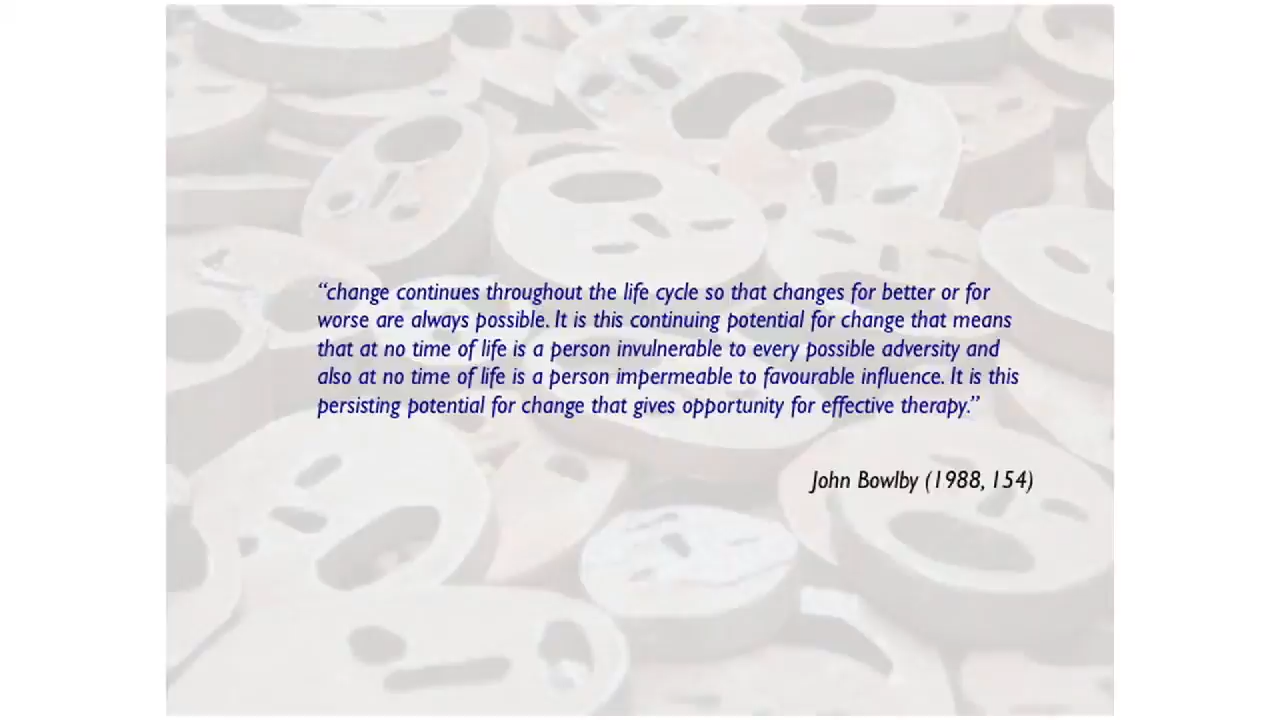 “change continues throughout the life cycle so that changes for better or for
worse are always possible. It is this continuing potential for change that means
that at no time of life is a person invulnerable to every possible adversity and
also at no time of life is a person impermeable to favourable influence. It is this
persisting potential for change that gives opportunity for effective therapy.”
John Bowlby (1988, 154)